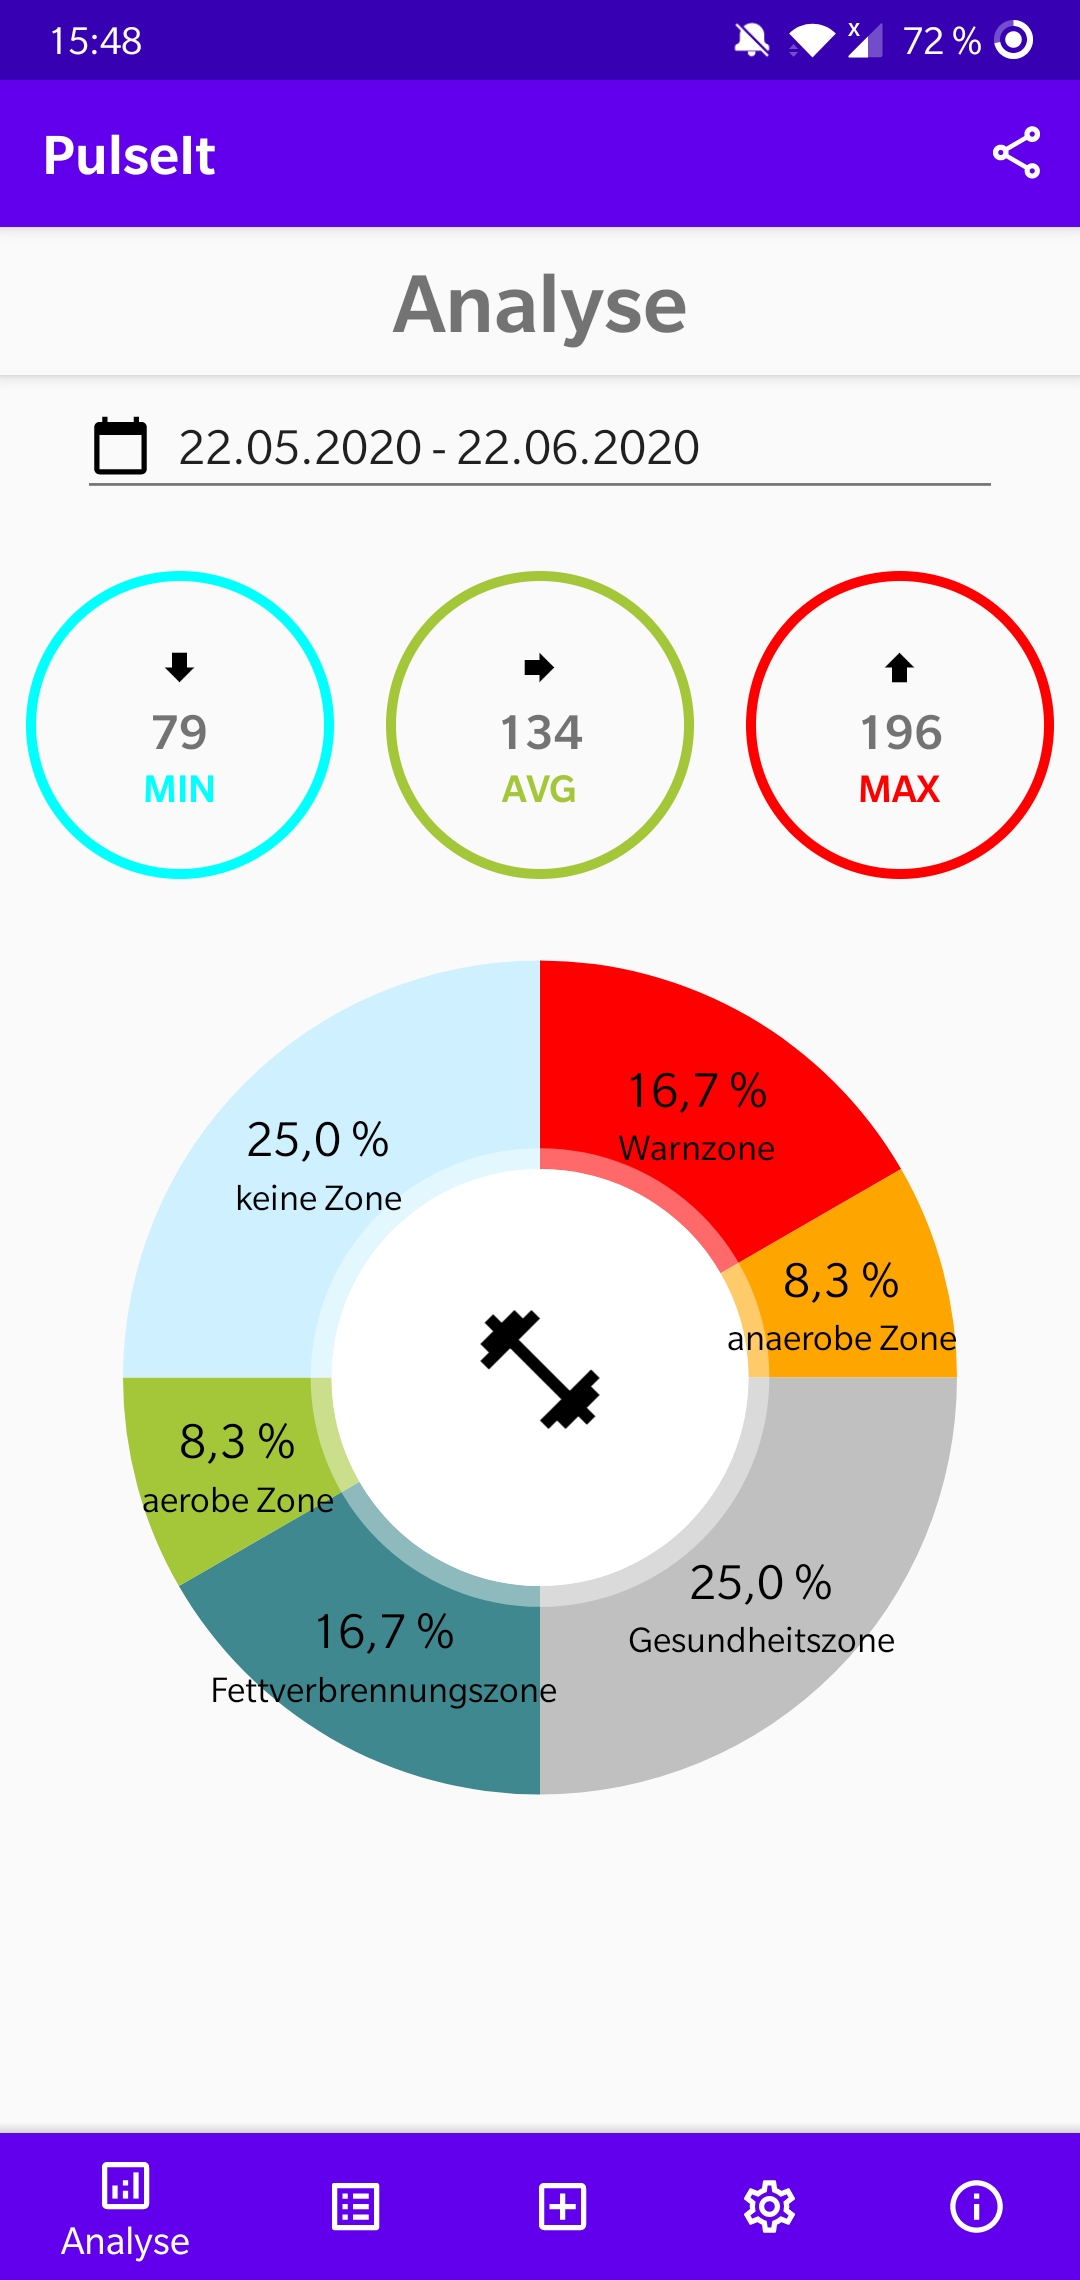 15:48
72 %
PulseIt
Analyse
22.05.2020 - 22.06.2020
79
MIN
134
AVG
196
MAX
16,7 %
Warnzone
25,0 %
keine Zone
8,3 %
anaerobe Zone
8,3 %
aerobe Zone
25,0 %
Gesundheitszone
16,7 %
Fettverbrennungszone
Analyse